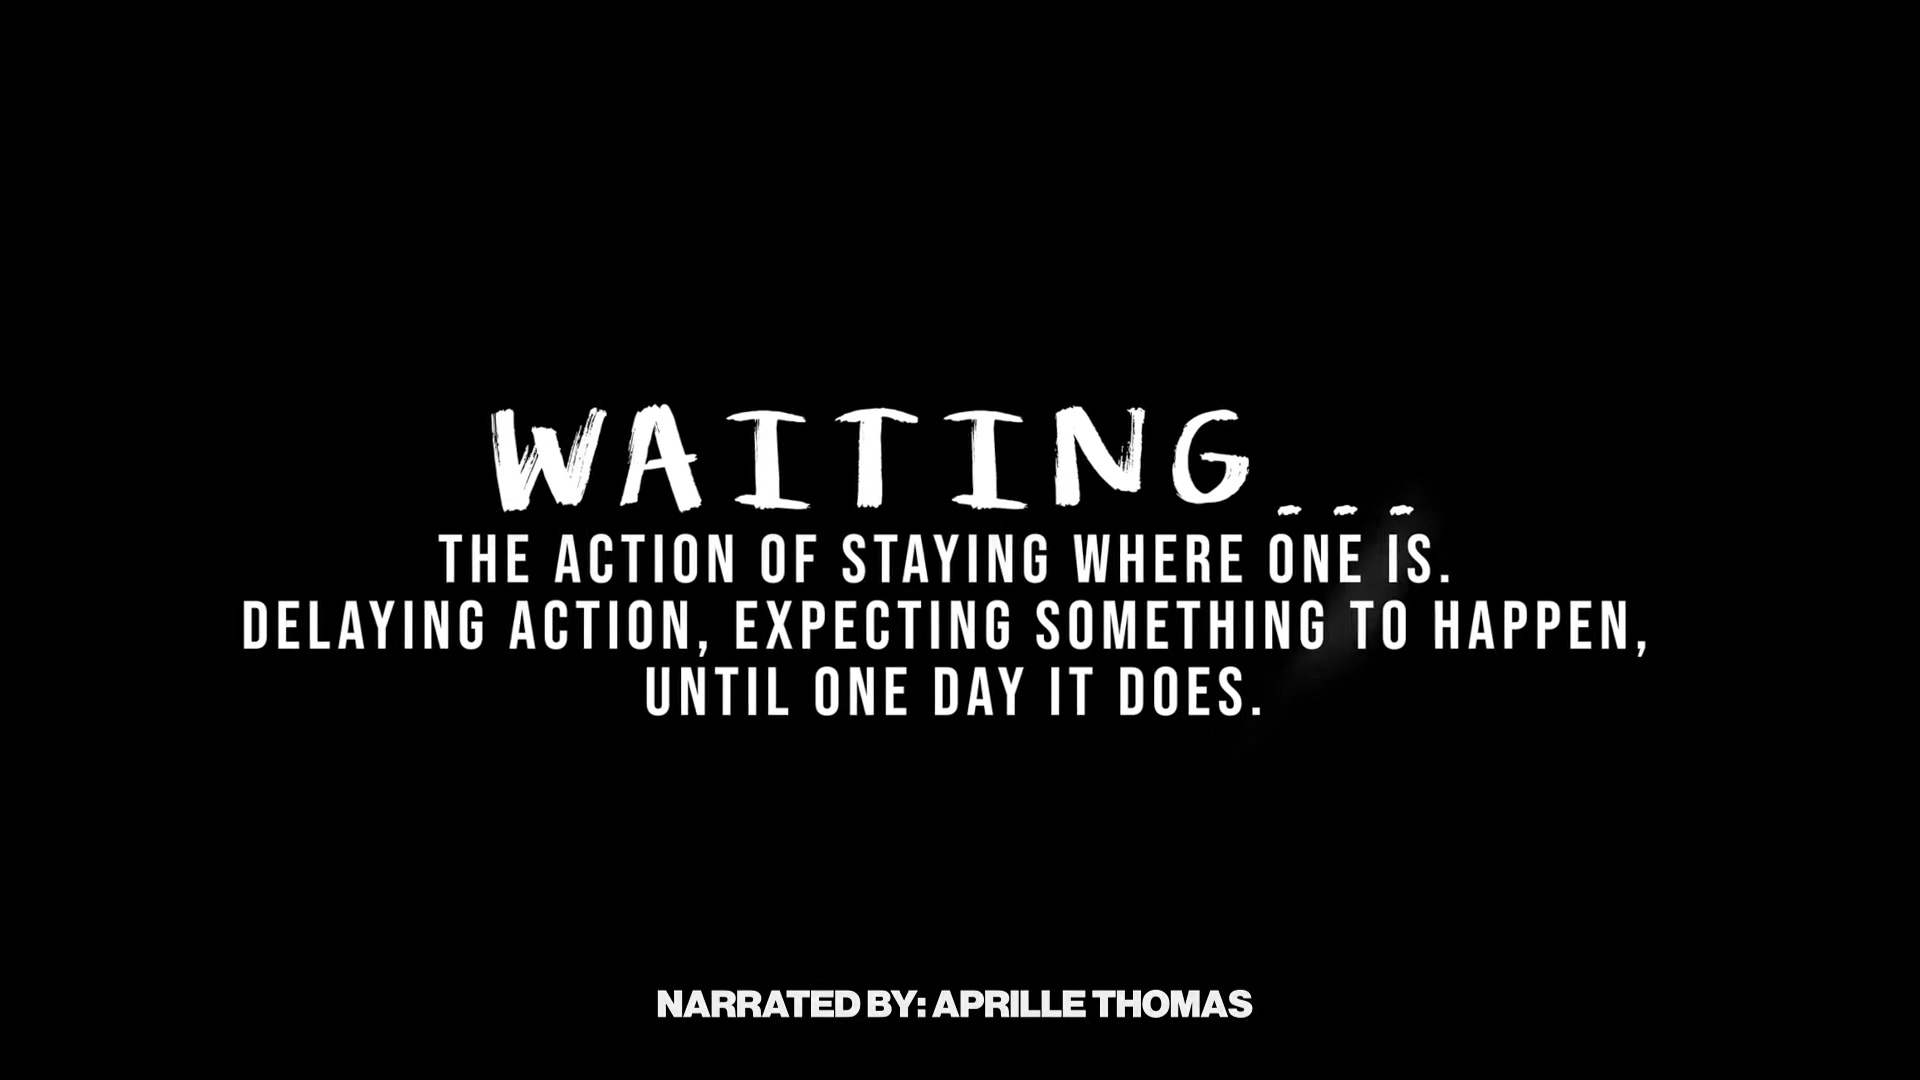 WAITING...
THE ACTION OF STAYING WHERE ONE IS.
DELAYING ACTION, EXPECTING SOMETHING TO HAPPEN,
UNTIL ONE DAY IT DOES.
NARRATED BY: APRILLE THOMAS